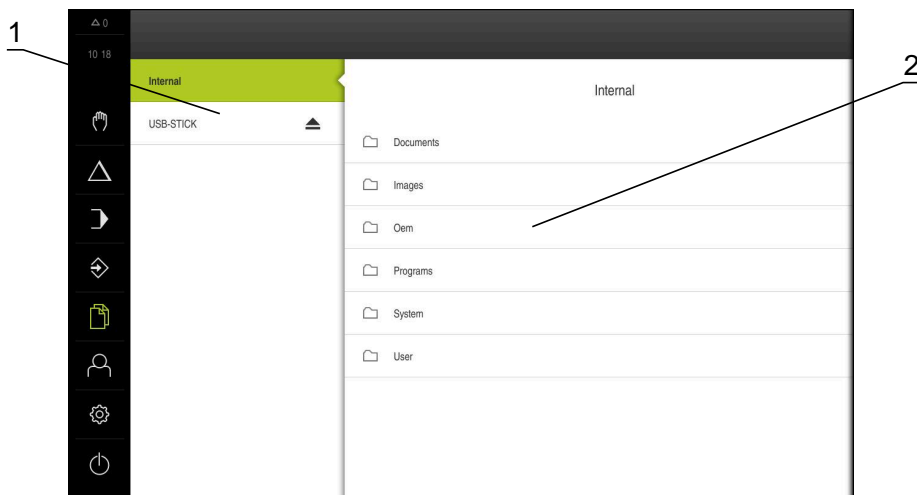 1
△ 0
10 18
Internal
USB-STICK
Internal
Documents
Images
Oem
Programs
System
User
2